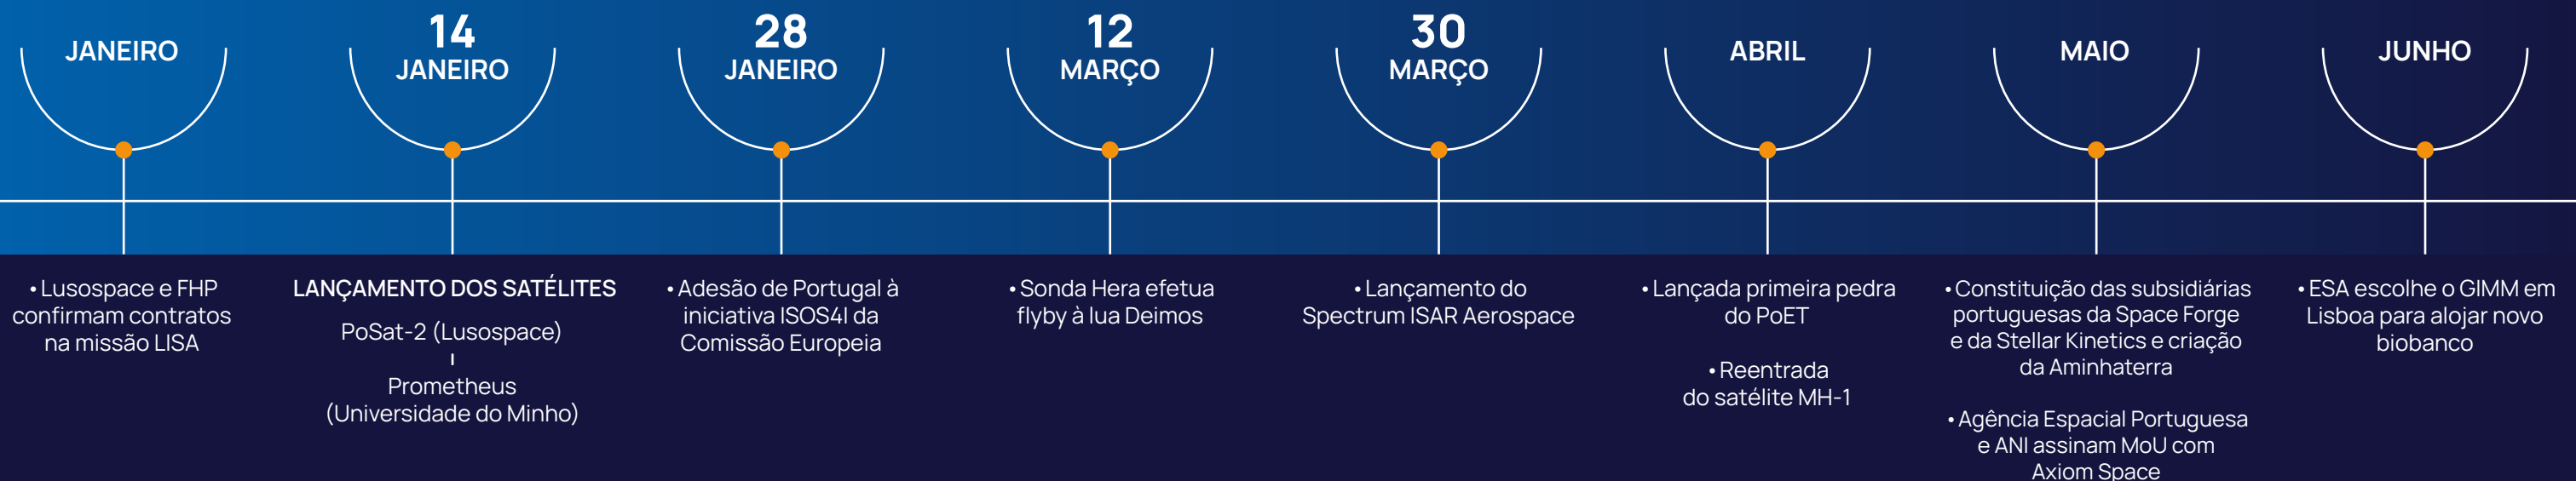 JANEIRO
•Lusospace e FHP
confirmam contratos
na missão LISA
14
JANEIRO
LANÇAMENTO DOS SATÉLITES
PoSat-2 (Lusospace)
I
Prometheus
(Universidade do Minho)
28
JANEIRO
•Adesão de Portugal à
iniciativa ISOS4I da
Comissão Europeia
12
MARÇO
•Sonda Hera efetua
flyby à lua Deimos
30
MARÇO
•Lançamento do
Spectrum ISAR Aerospace
ABRIL
•Lançada primeira pedra
do PoET
•Reentrada
do satélite MH-1
MAIO
•Constituição das subsidiárias
portuguesas da Space Forge
e da Stellar Kinetics e criação
da Aminhaterra
•Agência Espacial Portuguesa
e ANI assinam MoU com
Axiom Space
JUNHO
•ESA escolhe o GIMM em
Lisboa para alojar novo
biobanco